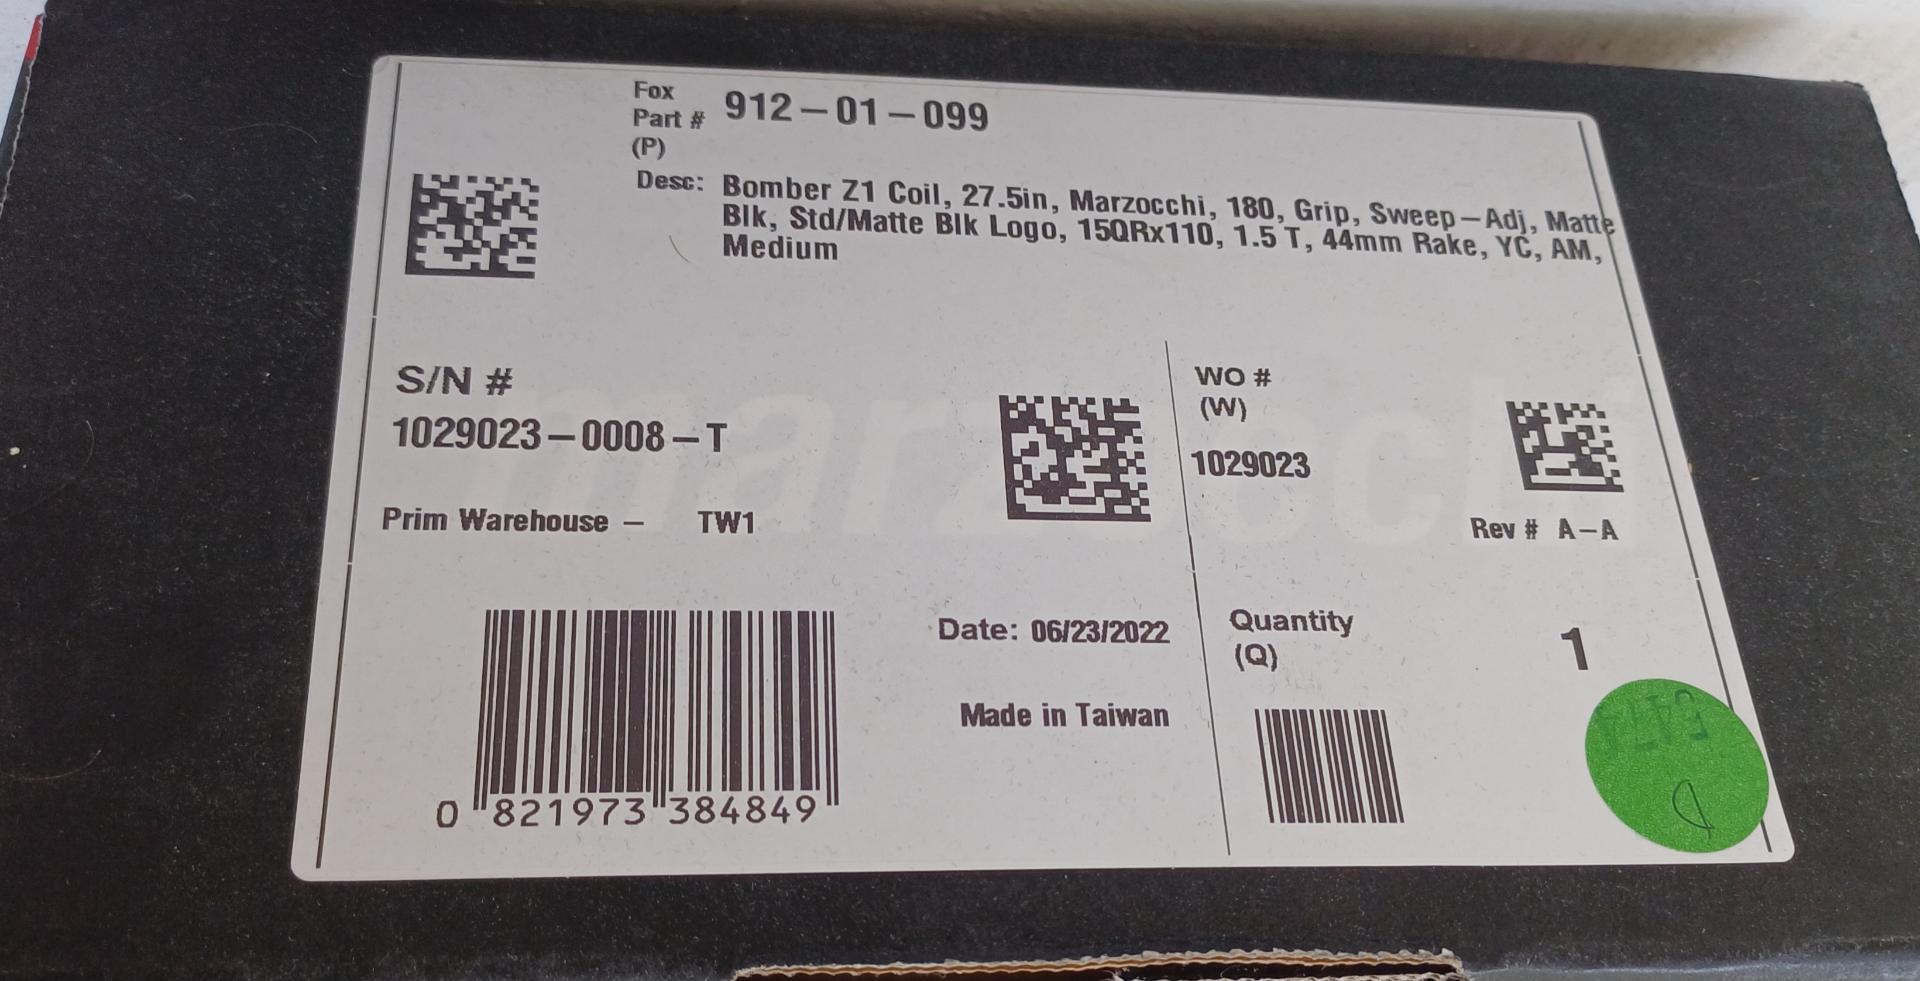 Fox
Part #
(P)
912-01-099
Desc: Bomber Z1 Coil, 27.5in, Marzocchi, 180, Grip, Sweep-Adj, Matte
Blk, Std/Matte Blk Logo, 15QRx110, 1.5 T, 44mm Rake, YC, AM,
Medium
S/N #
1029023-0008-T
Prim Warehouse - TW1
WO #
(W)
1029023
Rev # A-A
marzocchi
Date: 06/23/2022
Made in Taiwan
Quantity
(Q)
1
0 821973 384849